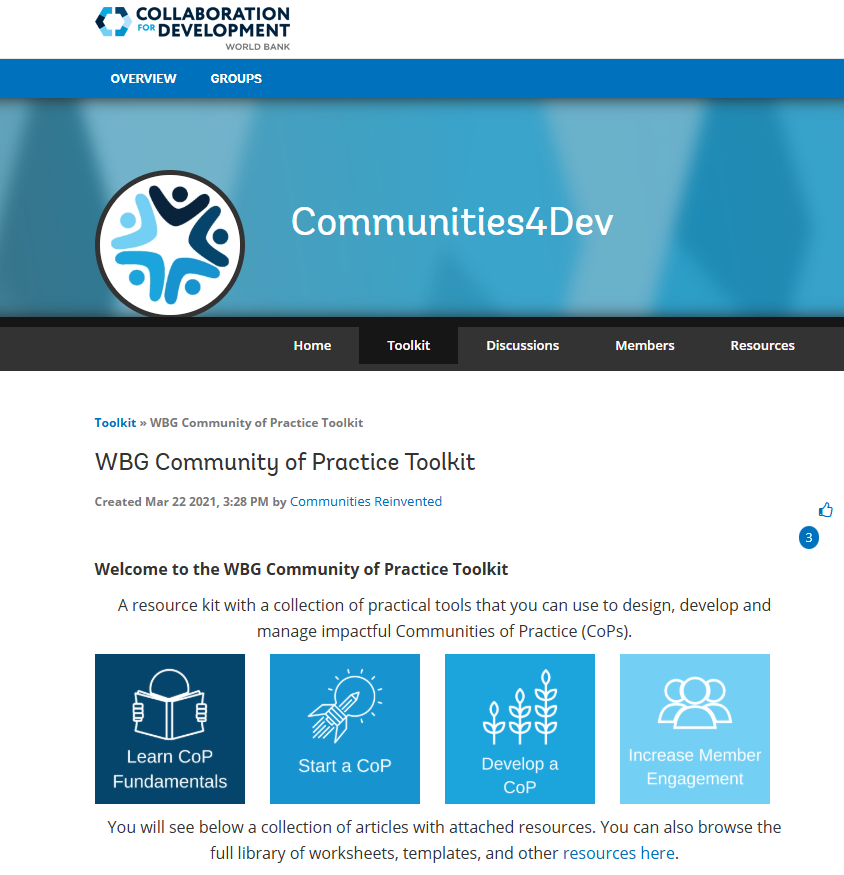 COLLABORATION
FOR DEVELOPMENT
WORLD BANK
OVERVIEW GROUPS
Communities4Dev
Home Toolkit Discussions Members Resources
Toolkit » WBG Community of Practice Toolkit
WBG Community of Practice Toolkit
Created Mar 22 2021, 3:28 PM by Communities Reinvented
3
Welcome to the WBG Community of Practice Toolkit
A resource kit with a collection of practical tools that you can use to design, develop and
manage impactful Communities of Practice (CoPs).
Learn CoP
Fundamentals
Start a CoP
Develop a
CoP
Increase Member
Engagement
You will see below a collection of articles with attached resources. You can also browse the
full library of worksheets, templates, and other resources here.